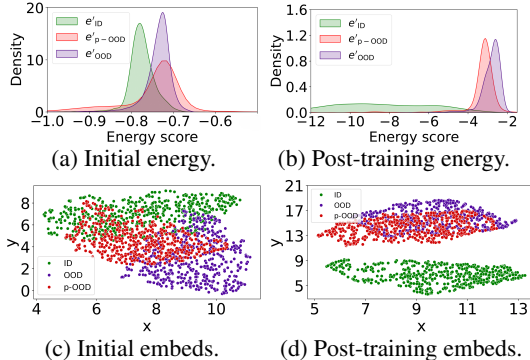 20
10
0
Density
e'ID
e'p−OOD
e'OOD
−1.0 −0.9 −0.8 −0.7 −0.6
Energy score
(a) Initial energy.
1.6
1.2
0.8
0.4
0.0
Density
e'ID
e'p−OOD
e'OOD
−12 −10 −8 −6 −4 −2
Energy score
(b) Post-training energy.
8
6
4
2
0
y
ID
OOD
p-OOD
4 6 8 10
x
(c) Initial embeds.
21
17
13
9
5
y
ID
OOD
p-OOD
5 7 9 11 13
x
(d) Post-training embeds.